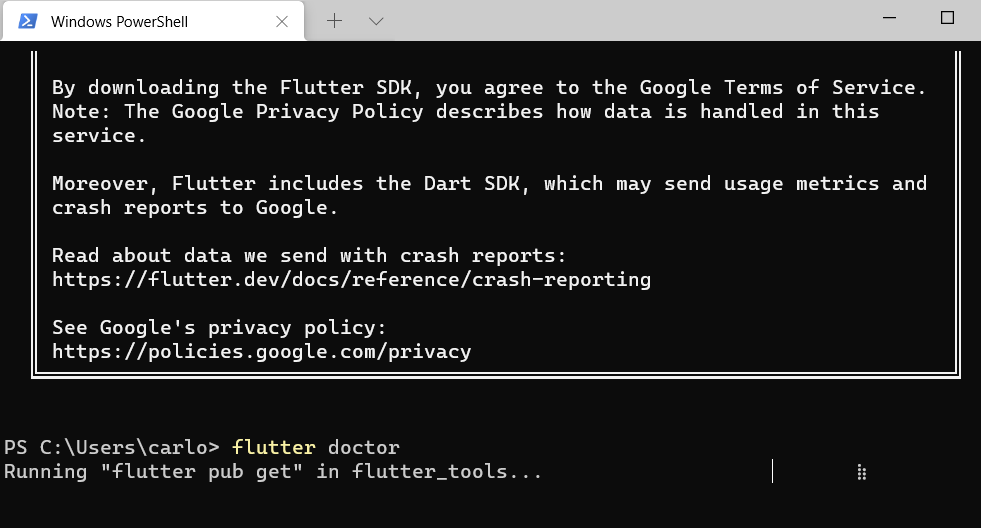 Windows PowerShell
By downloading the Flutter SDK, you agree to the Google Terms of Service.
Note: The Google Privacy Policy describes how data is handled in this
service.
Moreover, Flutter includes the Dart SDK, which may send usage metrics and
crash reports to Google.
Read about data we send with crash reports:
https://flutter.dev/docs/reference/crash-reporting
See Google's privacy policy:
https://policies.google.com/privacy
PS C:\Users\carlo> flutter doctor
Running "flutter pub get" in flutter_tools...